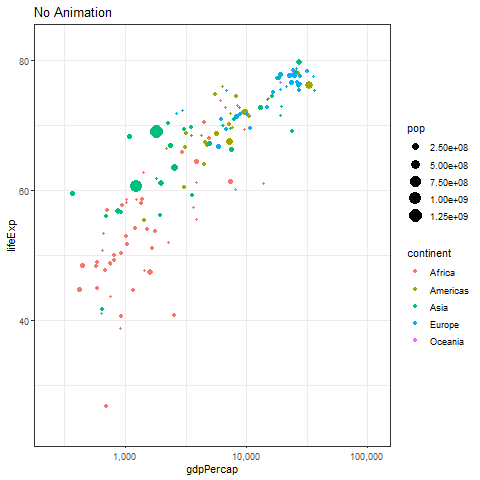 No Animation
80
60
40
lifeExp
1,000
10,000
100,000
gdpPercap
pop
2.50e+08
5.00e+08
7.50e+08
1.00e+09
1.25e+09
continent
Africa
Americas
Asia
Europe
Oceania